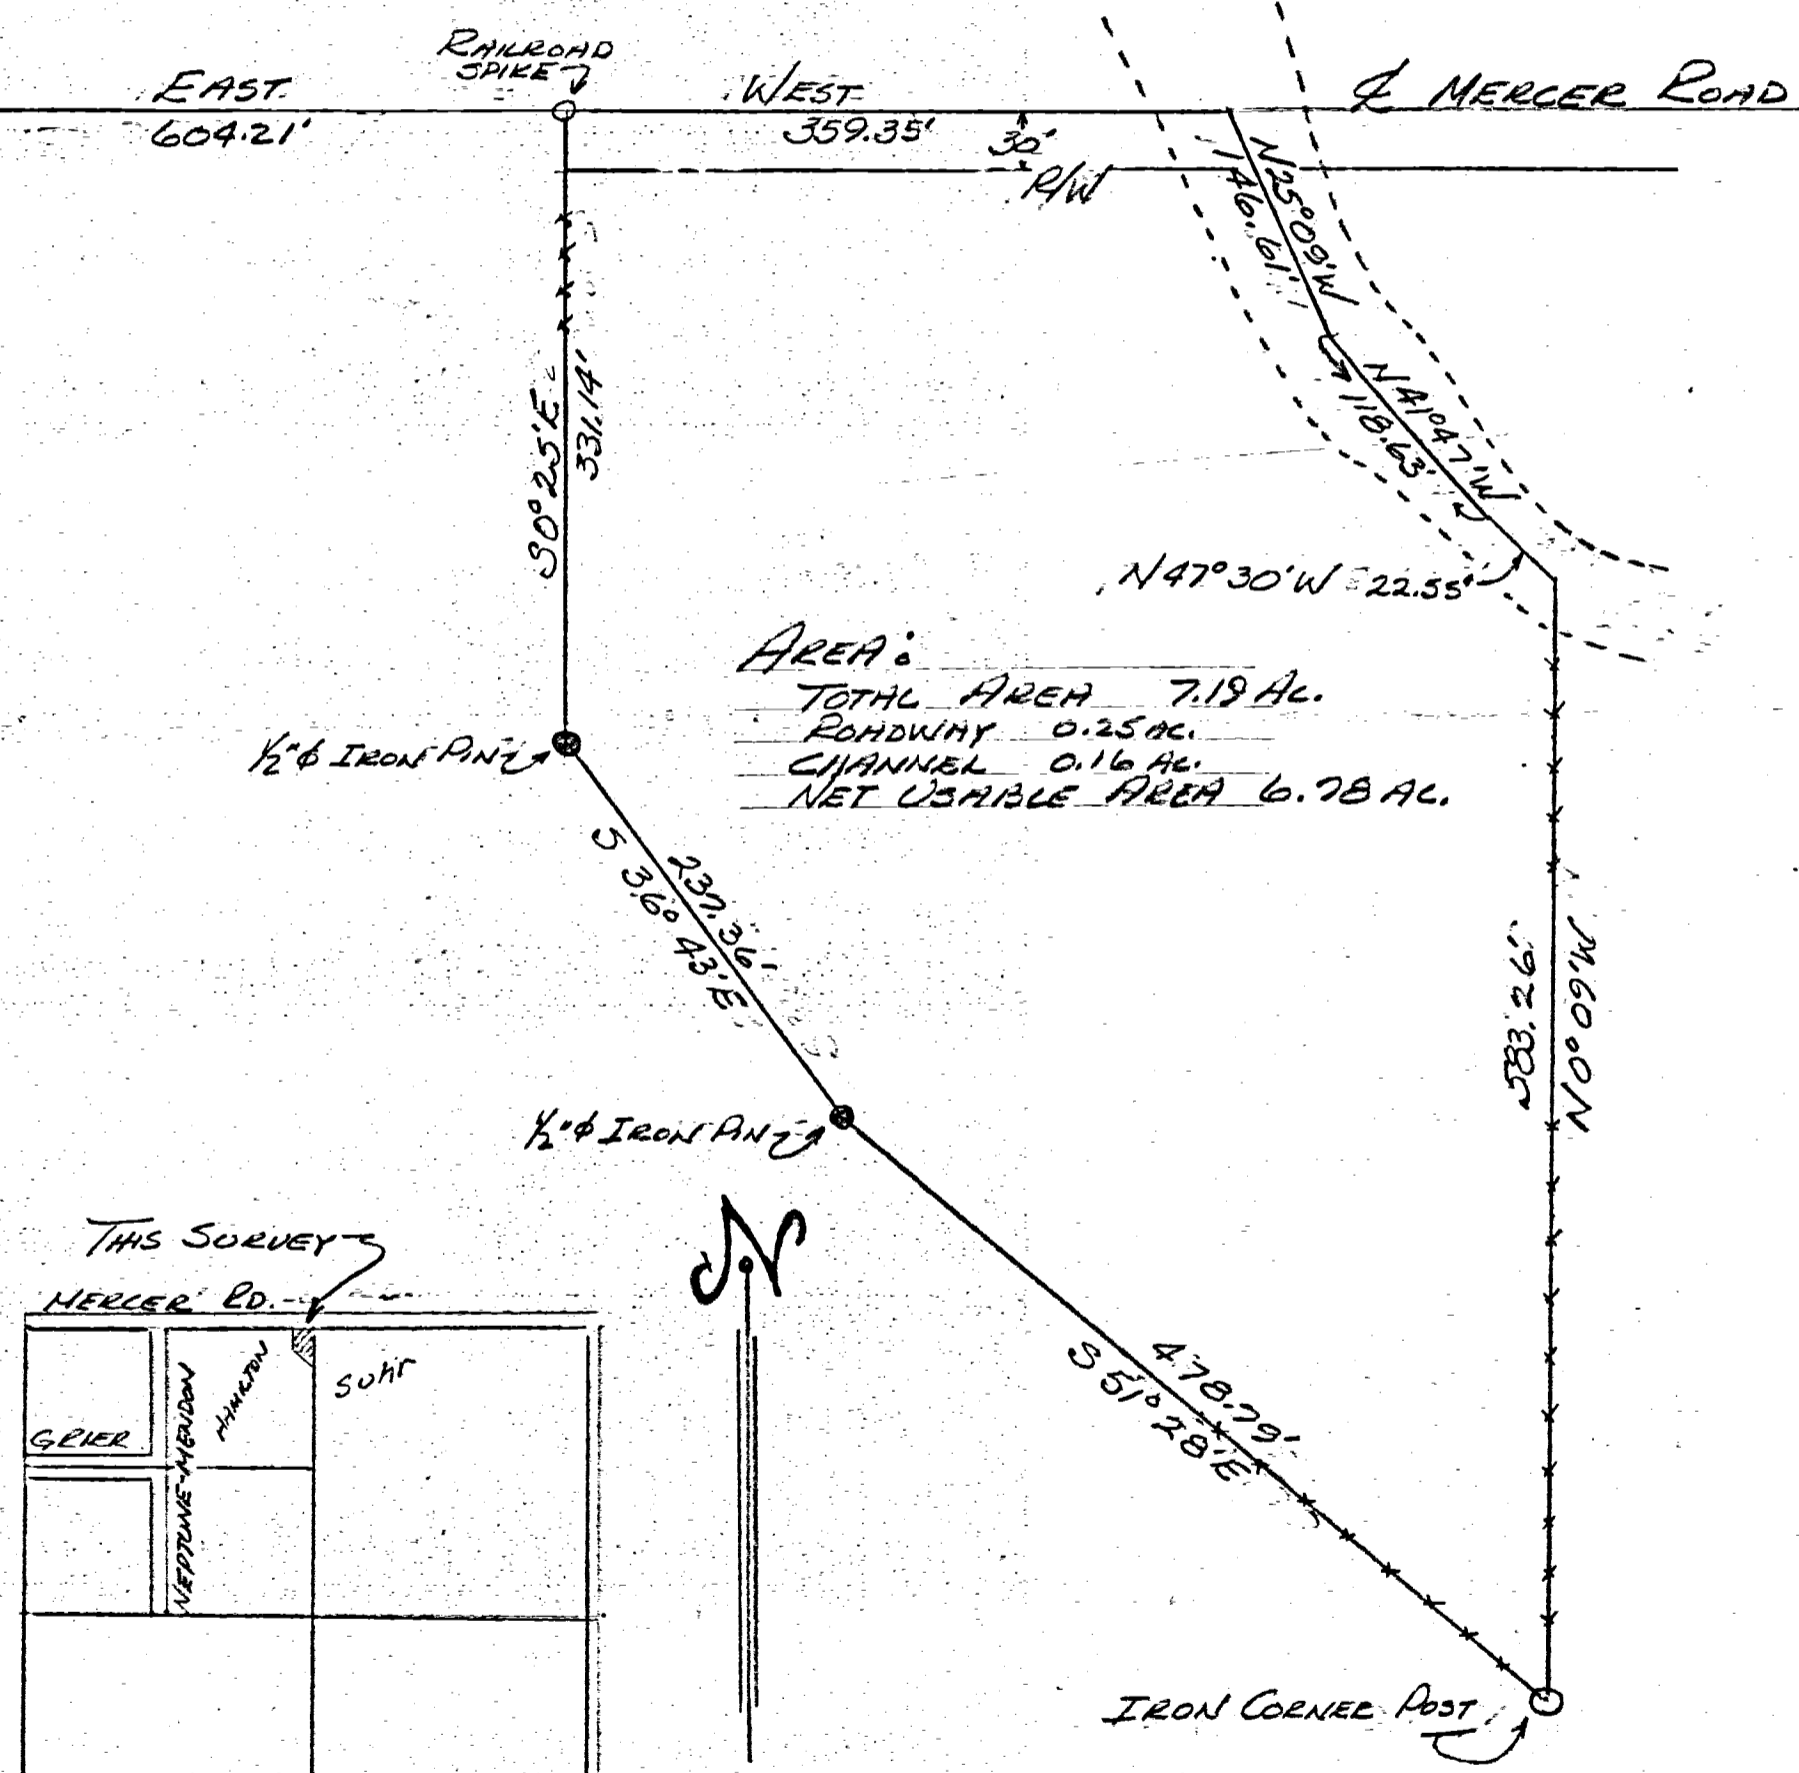 RAILROAD
SPIKE
EAST
WEST
℄ MERCER ROAD
604.21'
359.35'
30'
R/W
N25°09'W
146.61'
N41°47'W
118.63'
S0°25'E
331.14'
N47°30'W 22.55'
AREA:
TOTAL AREA 7.19 AC.
ROADWAY 0.25 AC.
CHANNEL 0.16 AC.
NET USABLE AREA 6.78 AC.
1/2"ϕ IRON PIN
237.36'
S 36° 43' E
583.26'
N0°09'W
1/2"ϕ IRON PIN
N
THIS SURVEY
MERCER RD.
GRIER
NEPTUNE-MENDON
HAMILTON
SUHR
478.79'
S 51° 28' E
IRON CORNER POST